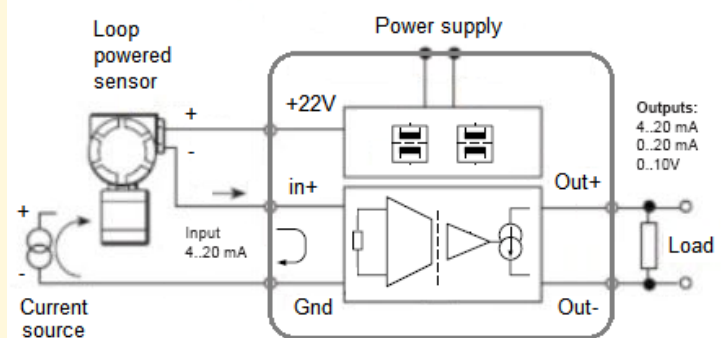 Loop
powered
sensor
Power supply
+
-
+22V
Outputs:
4..20 mA
0..20 mA
0..10V
in+
Out+
+
-
Input
4..20 mA
Load
Gnd
Out-
Current
source